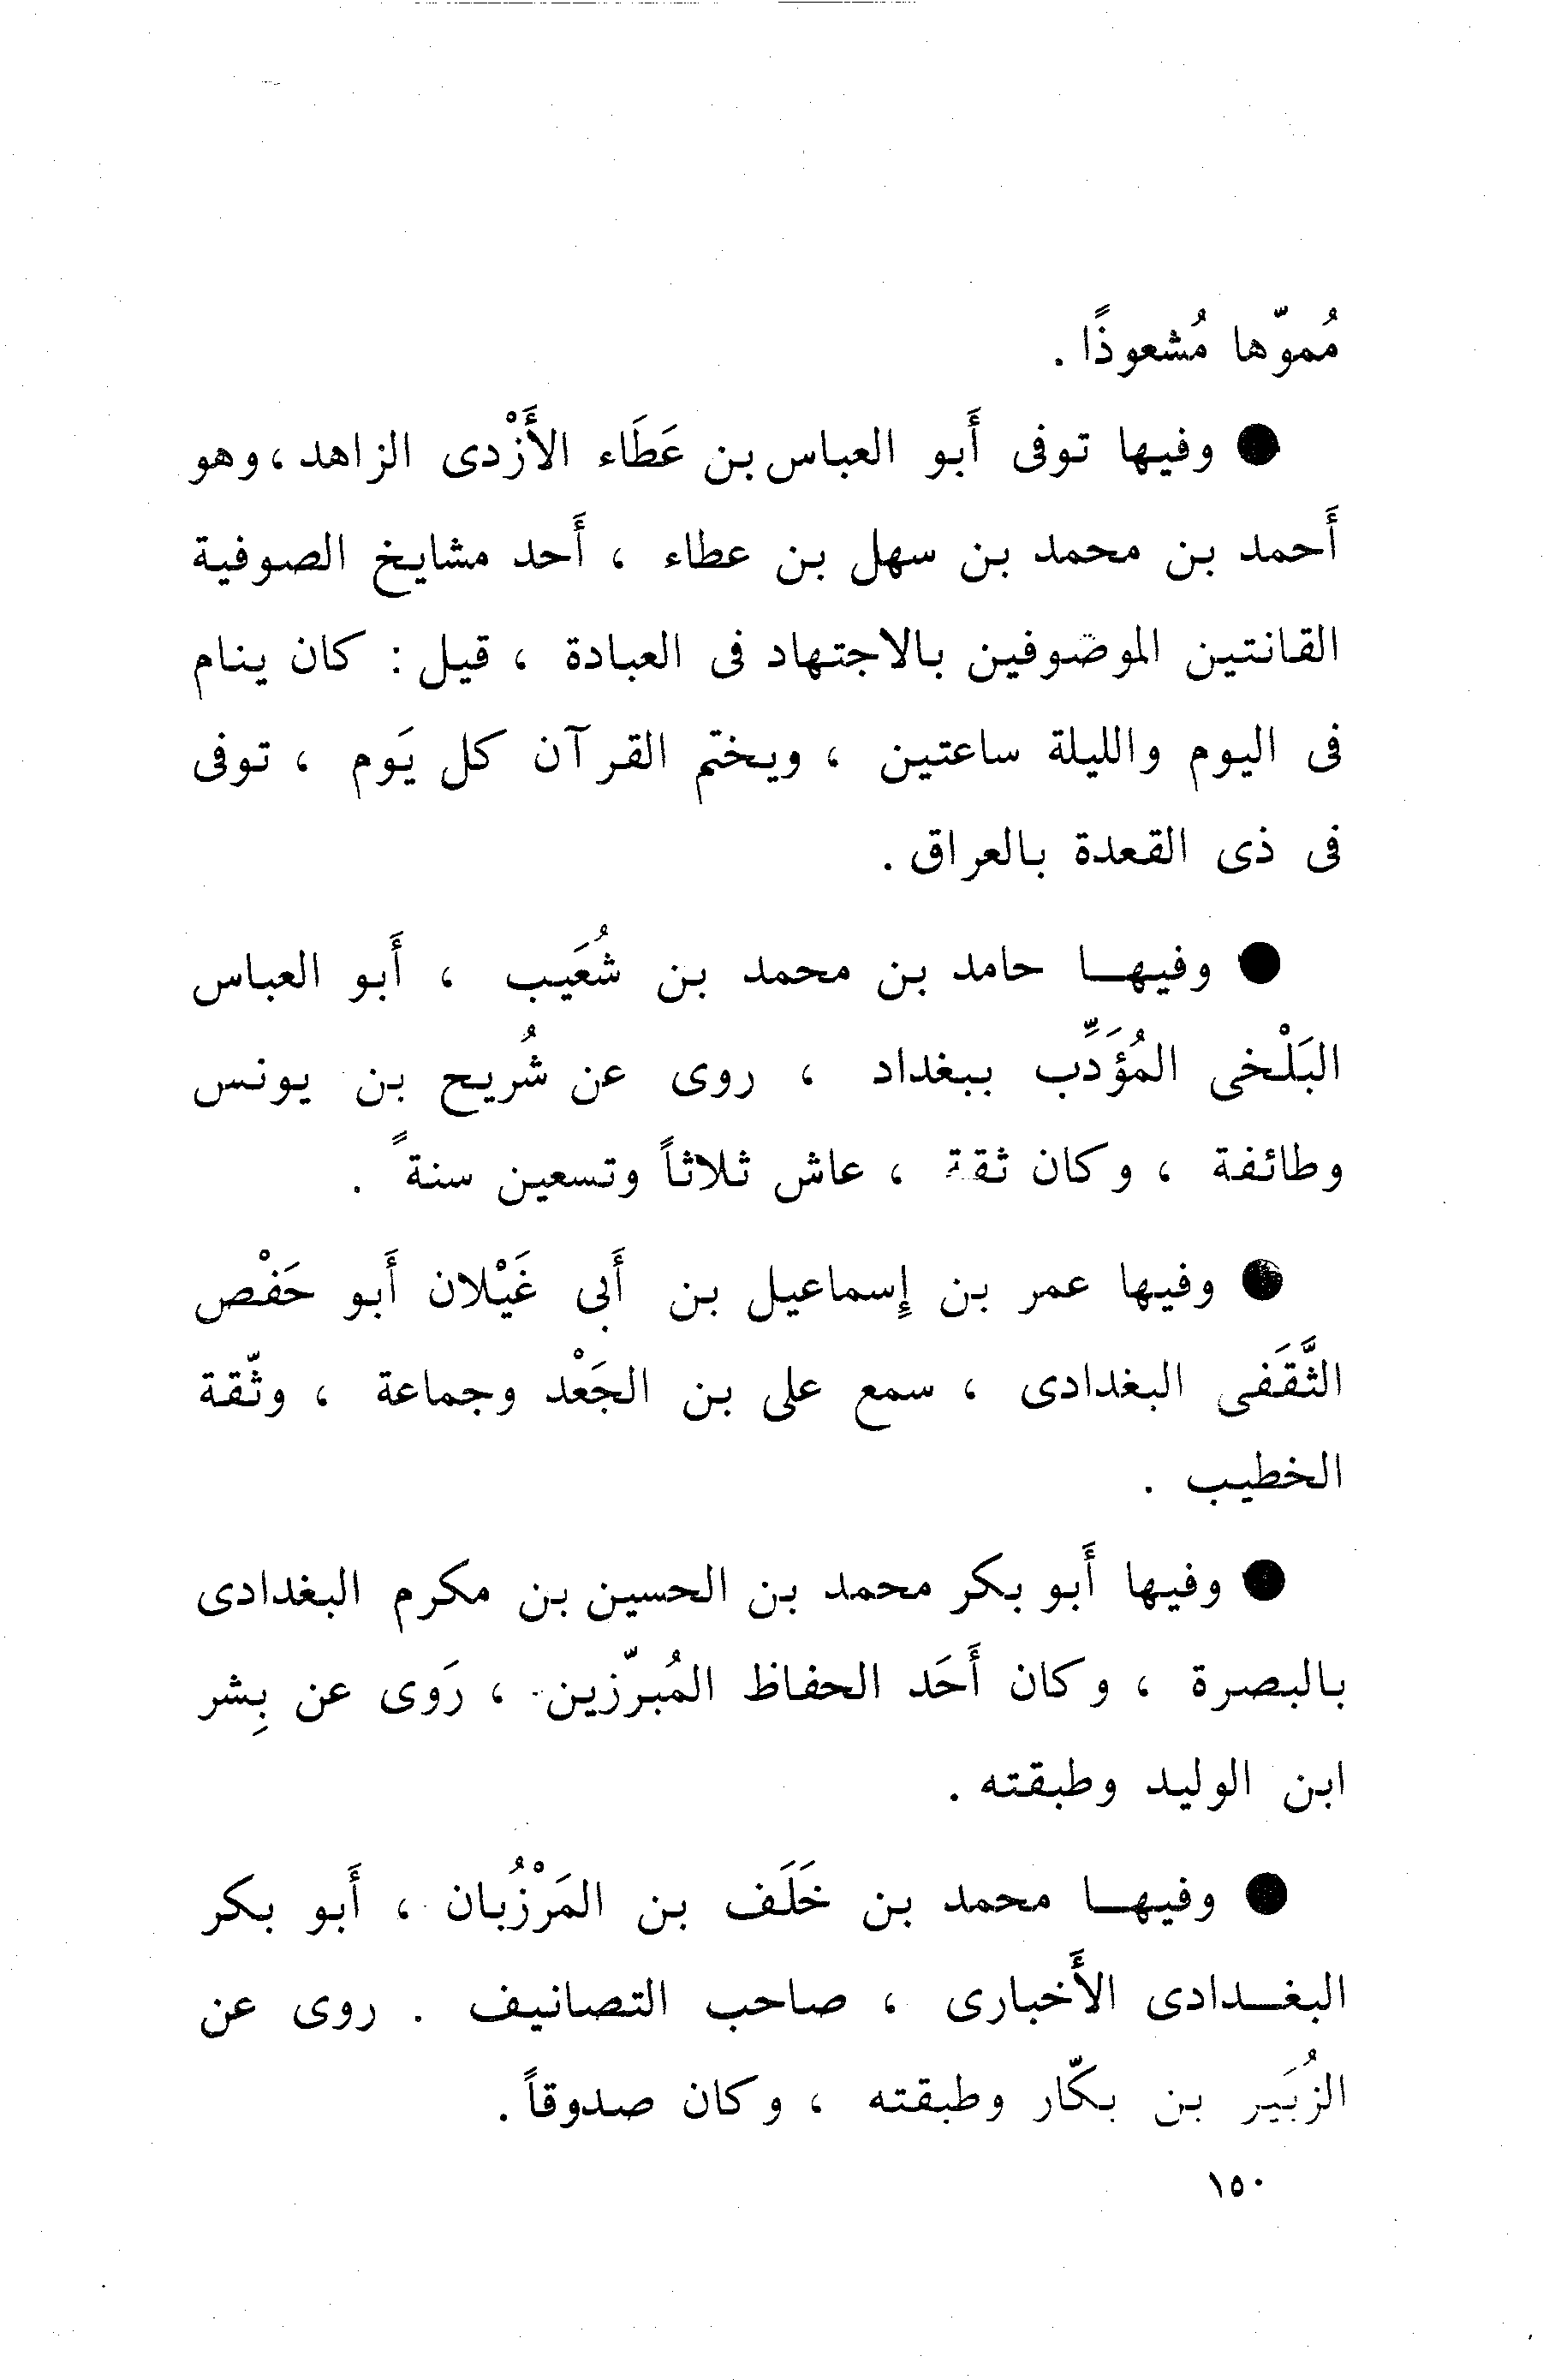 مُموّها مُشعوذًا .
● وفيها توفى أَبو العباس بن عَطَاء الأَزْدى الزاهد ، وهو
أَحمد بن محمد بن سهل بن عطاء ، أَحد مشايخ الصوفية
القانتين الموضوفين بالاجتهاد فى العبادة ، قيل : كان ينام
فى اليوم والليلة ساعتين ، ويختم القرآن كل يَوم ، توفى
فى ذى القعدة بالعراق .
● وفيهـا حامد بن محمد بن شُعَيب ، أَبو العباس
البَلْخى المُؤَدِّب ببغداد ، روى عن شُريح بن يونس
وطائفة ، وكان ثقة ، عاش ثلاثاً وتسعين سنة ً .
● وفيها عمر بن إِسماعيل بن أَبى غَيْلان أَبو حَفْص
الثَّقَفى البغدادى ، سمع على بن الجَعْد وجماعة ، وثّقة
الخطيب .
● وفيها أَبو بكر محمد بن الحسين بن مكرم البغدادى
بالبصرة ، وكان أَحَد الحفاظ المُبرّزين ، رَوى عن بِشر
ابن الوليد وطبقته .
● وفيهـا محمد بن خَلَف بن المَرْزُبان ، أَبو بكر
البغـدادى الأَخبارى ، صاحب التصانيف . روى عن
الزُبَير بن بكّار وطبقته ، وكان صدوقاً .
١٥٠